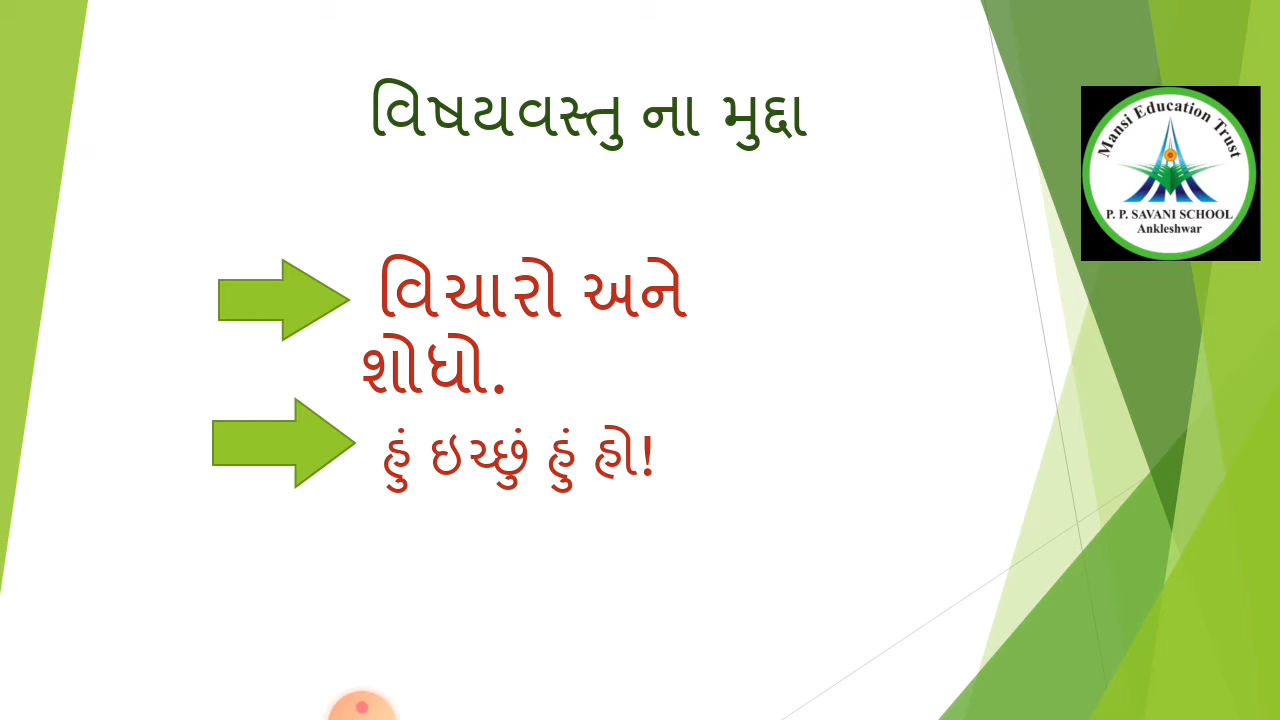 વિષયવસ્તુ ના મુદ્દા
વિચારો અને
શોધો.
હું ઇચ્છું હું હો!
Mansi Education Trust
P. P. SAVANI SCHOOL
Ankleshwar